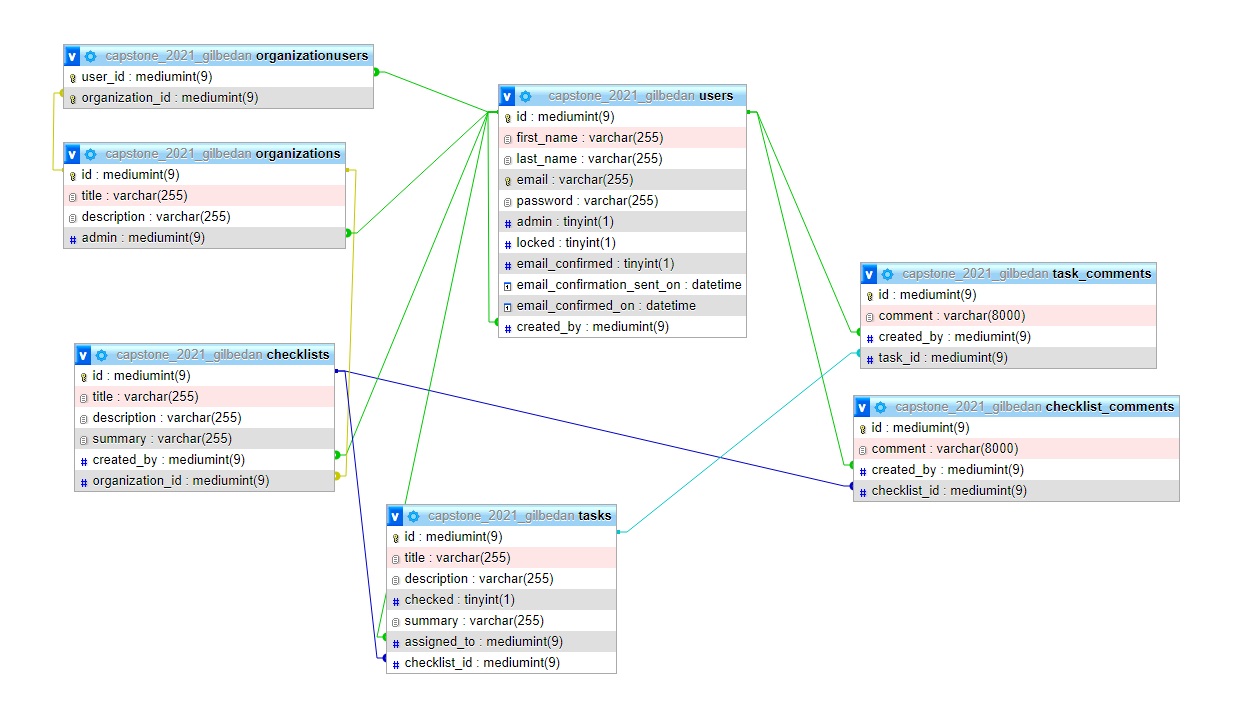 v capstone_2021_gilbedan organizationusers
user_id : mediumint(9)
organization_id : mediumint(9)
v capstone_2021_gilbedan organizations
id : mediumint(9)
title : varchar(255)
description : varchar(255)
# admin : mediumint(9)
v capstone_2021_gilbedan checklists
id : mediumint(9)
title : varchar(255)
description : varchar(255)
summary : varchar(255)
# created_by : mediumint(9)
# organization_id : mediumint(9)
v capstone_2021_gilbedan tasks
id : mediumint(9)
title : varchar(255)
description : varchar(255)
# checked : tinyint(1)
summary : varchar(255)
# assigned_to : mediumint(9)
# checklist_id : mediumint(9)
v capstone_2021_gilbedan users
id : mediumint(9)
first_name : varchar(255)
last_name : varchar(255)
email : varchar(255)
password : varchar(255)
# admin : tinyint(1)
# locked : tinyint(1)
# email_confirmed : tinyint(1)
email_confirmation_sent_on : datetime
email_confirmed_on : datetime
# created_by : mediumint(9)
v capstone_2021_gilbedan task_comments
id : mediumint(9)
comment : varchar(8000)
# created_by : mediumint(9)
# task_id : mediumint(9)
v capstone_2021_gilbedan checklist_comments
id : mediumint(9)
comment : varchar(8000)
# created_by : mediumint(9)
# checklist_id : mediumint(9)